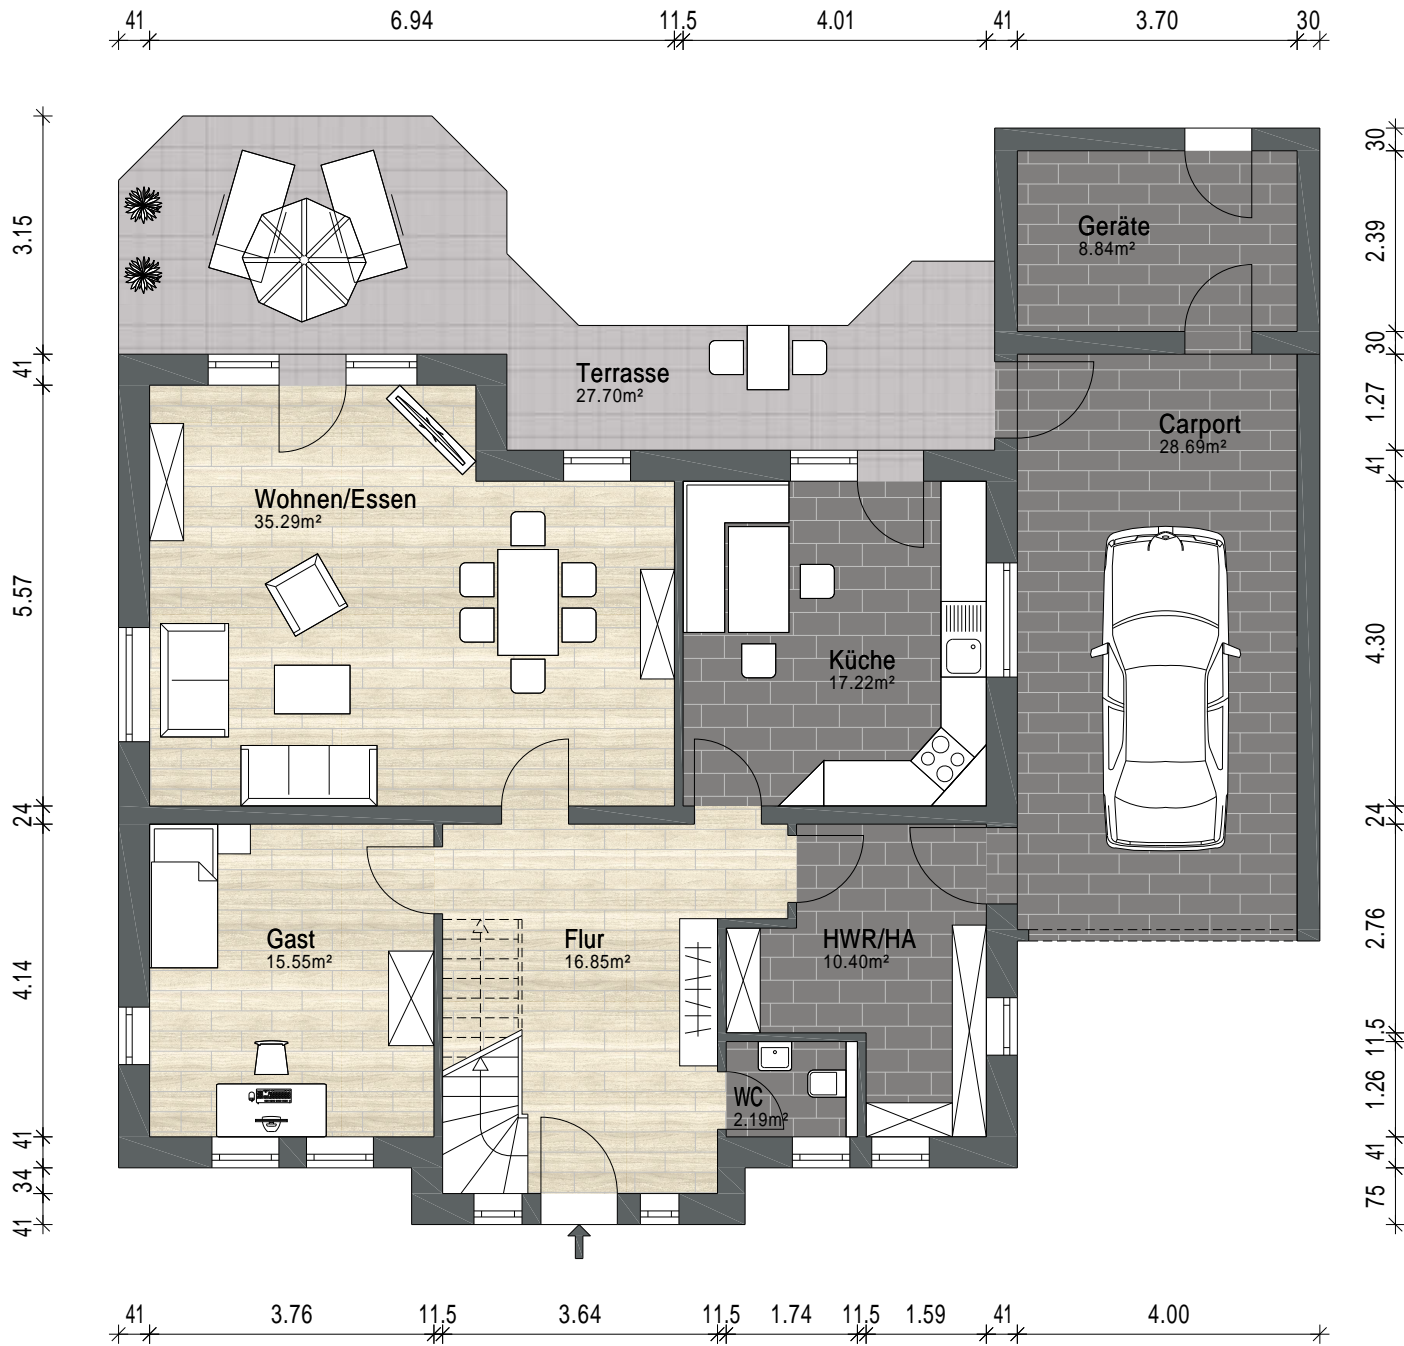 41 6.94 11.5 4.01 41 3.70 30
3.15
41
5.57
24
4.14
41
34
41
30
2.39
30
1.27
41
4.30
24
2.76
11.5
1.26
41
75
Geräte
8.84m²
Terrasse
27.70m²
Carport
28.69m²
Wohnen/Essen
35.29m²
Küche
17.22m²
Gast
15.55m²
Flur
16.85m²
HWR/HA
10.40m²
WC
2.19m²
41 3.76 11.5 3.64 11.5 1.74 11.5 1.59 41 4.00